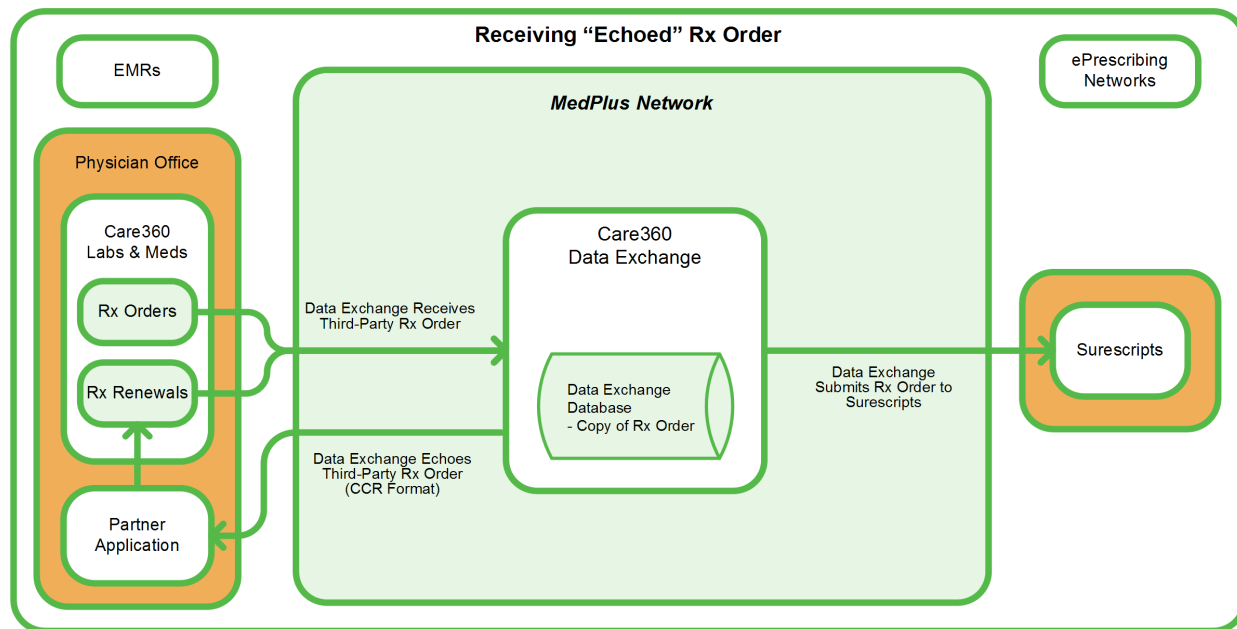 Receiving “Echoed” Rx Order
EMRs
ePrescribing
Networks
MedPlus Network
Physician Office
Care360
Labs & Meds
Rx Orders
Rx Renewals
Partner
Application
Data Exchange Receives
Third-Party Rx Order
Data Exchange Echoes
Third-Party Rx Order
(CCR Format)
Care360
Data Exchange
Data Exchange
Database
- Copy of Rx Order
Data Exchange
Submits Rx Order to
Surescripts
Surescripts